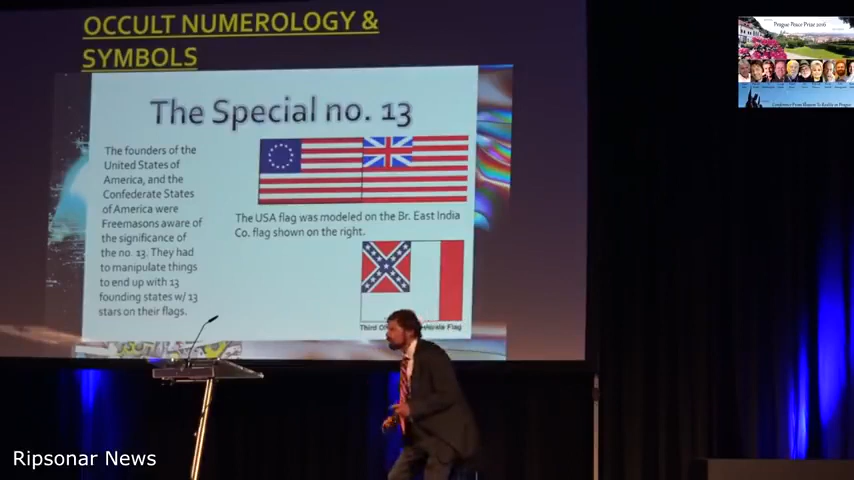 OCCULT NUMEROLOGY &
SYMBOLS
The Special no. 13
The founders of the
United States of
America, and the
Confederate States
of America were
Freemasons aware of
the significance of
the no. 13. They had
to manipulate things
to end up with 13
founding states w/ 13
stars on their flags.
The USA flag was modeled on the Br. East India
Co. flag shown on the right.
Third Flag
Prague Peace Prize 2016
Ripsonar News